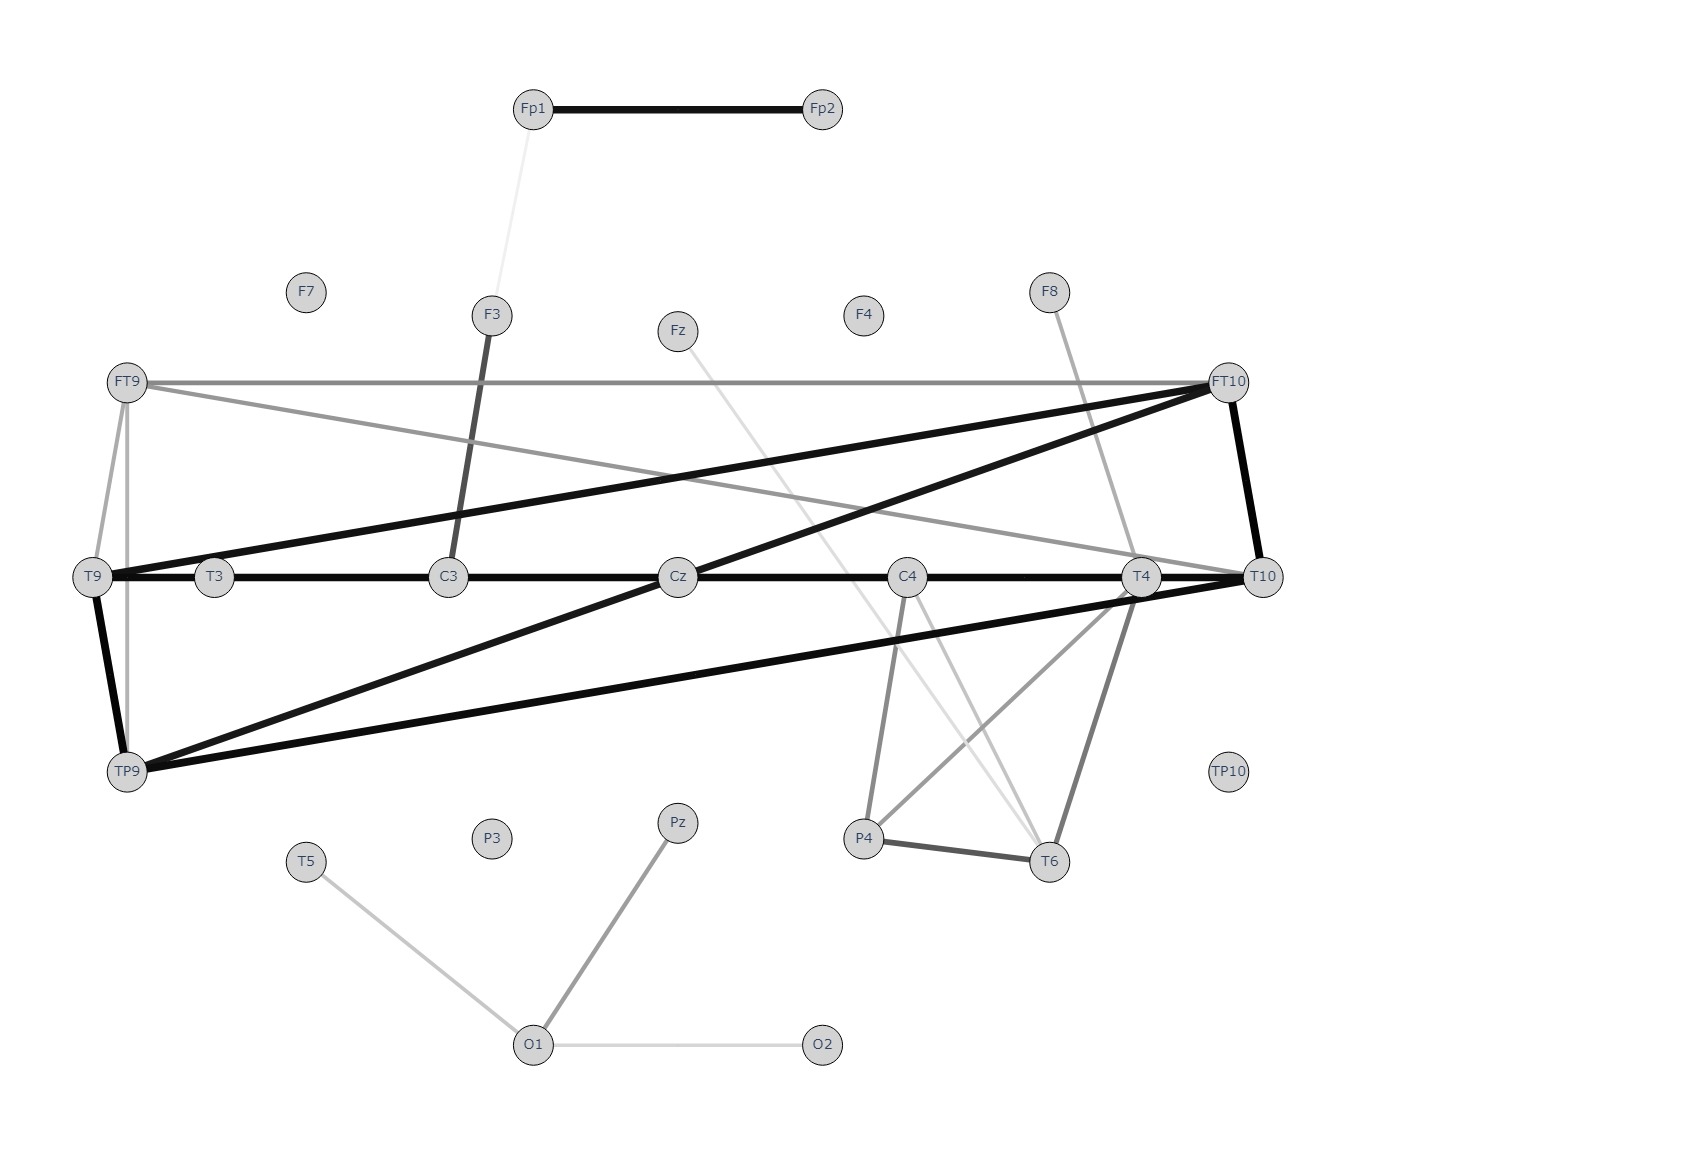 Fp1 Fp2
F7 F3 Fz F4 F8
FT9 FT10
T9 T3 C3 Cz C4 T4 T10
TP9 TP10
T5 P3 Pz P4 T6
O1 O2